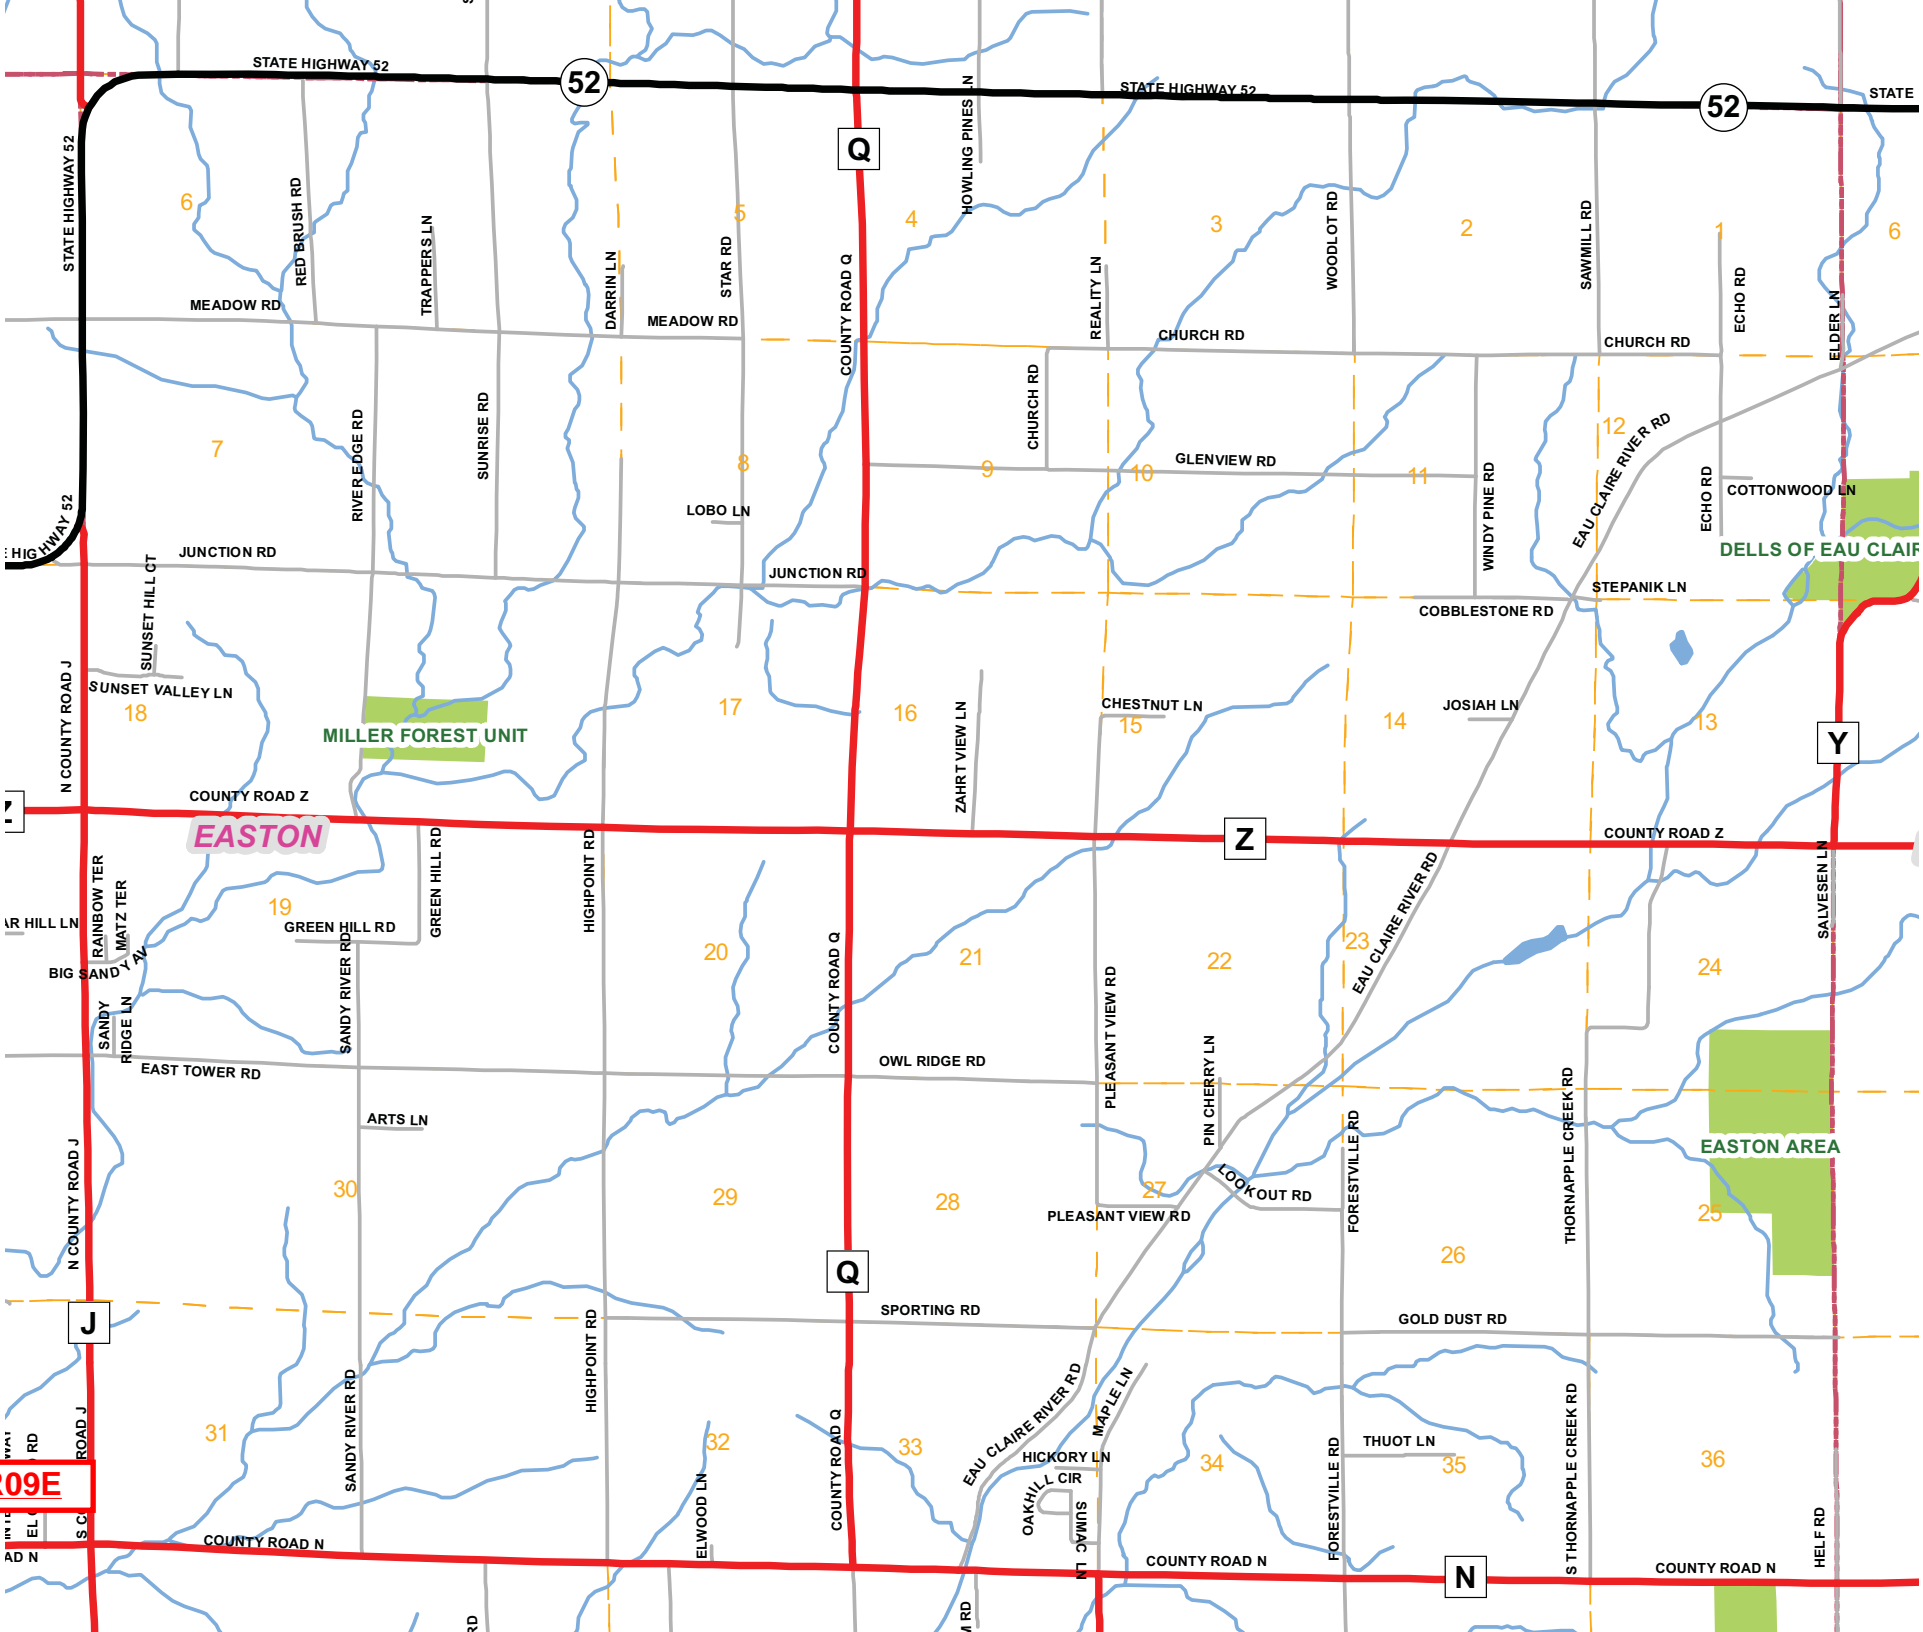 STATE HIGHWAY 52
52
STATE HIGHWAY 52
52
STATE
Q
STATE HIGHWAY 52
RED BRUSH RD
TRAPPERS LN
DARRIN LN
STAR RD
COUNTY ROAD Q
HOWLING PINES LN
REALITY LN
WOODLOT RD
SAWMILL RD
ECHO RD
ELDER LN
6
5
4
3
2
1
6
MEADOW RD
MEADOW RD
CHURCH RD
CHURCH RD
CHURCH RD
RIVER EDGE RD
SUNRISE RD
7
8
9
10
11
12
GLENVIEW RD
WINDY PINE RD
EAU CLAIRE RIVER RD
ECHO RD
COTTONWOOD LN
LOBO LN
E HIGHWAY 52
JUNCTION RD
JUNCTION RD
DELLS OF EAU CLAIR
STEPANIK LN
COBBLESTONE RD
SUNSET HILL CT
SUNSET VALLEY LN
N COUNTY ROAD J
18
17
16
15
14
13
MILLER FOREST UNIT
ZAHRT VIEW LN
CHESTNUT LN
JOSIAH LN
Y
Z
COUNTY ROAD Z
EASTON
Z
COUNTY ROAD Z
GREEN HILL RD
HIGHPOINT RD
EAU CLAIRE RIVER RD
SALVESEN LN
RAINBOW TER
MATZ TER
AR HILL LN
BIG SANDY AV
19
GREEN HILL RD
SANDY RIVER RD
20
21
22
23
24
COUNTY ROAD Q
PLEASANT VIEW RD
PIN CHERRY LN
SANDY
RIDGE LN
EAST TOWER RD
OWL RIDGE RD
ARTS LN
THORNAPPLE CREEK RD
FORESTVILLE RD
EASTON AREA
N COUNTY ROAD J
30
29
28
27
26
25
LOOKOUT RD
PLEASANT VIEW RD
Q
J
SPORTING RD
GOLD DUST RD
HIGHPOINT RD
SANDY RIVER RD
COUNTY ROAD Q
EAU CLAIRE RIVER RD
MAPLE LN
HICKORY LN
OAKHILL CIR
SUMAC LN
THUOT LN
FORESTVILLE RD
S THORNAPPLE CREEK RD
HELF RD
31
32
33
34
35
36
ELWOOD LN
R09E
COUNTY ROAD N
COUNTY ROAD N
N
COUNTY ROAD N
AD N
RD
RD